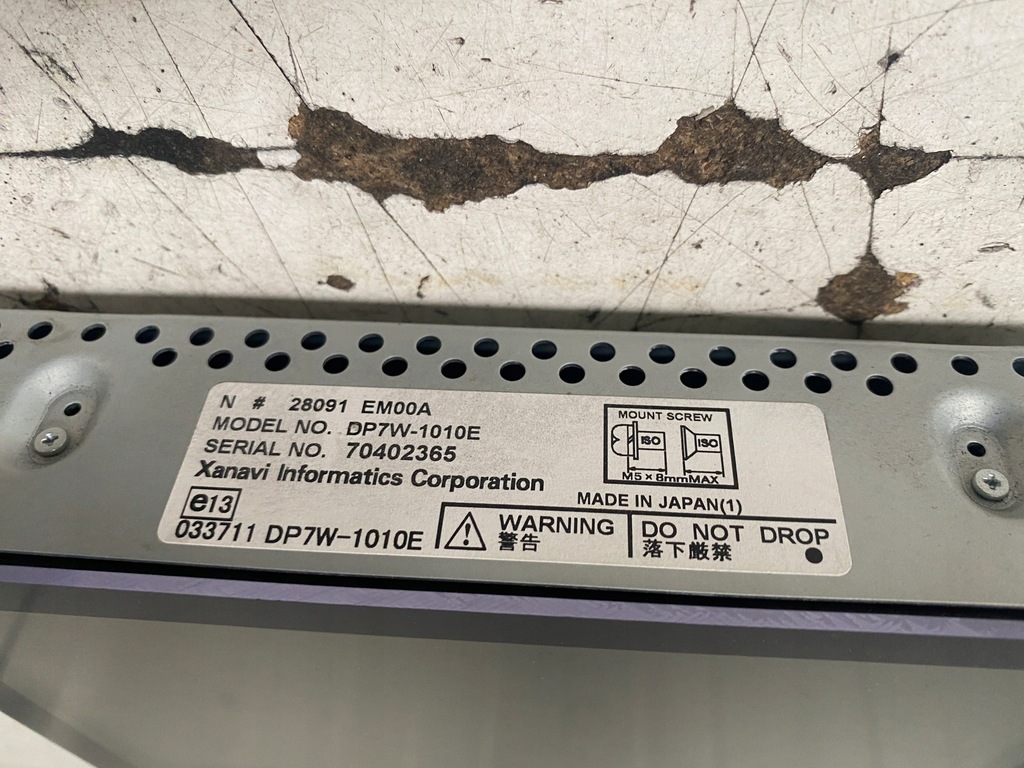 N # 28091 EM00A
MODEL NO. DP7W-1010E
SERIAL NO. 70402365
Xanavi Informatics Corporation
e13
033711 DP7W-1010E
MOUNT SCREW
ISO ISO
M5×8mmMAX
MADE IN JAPAN(1)
WARNING
警告
DO NOT DROP
落下厳禁